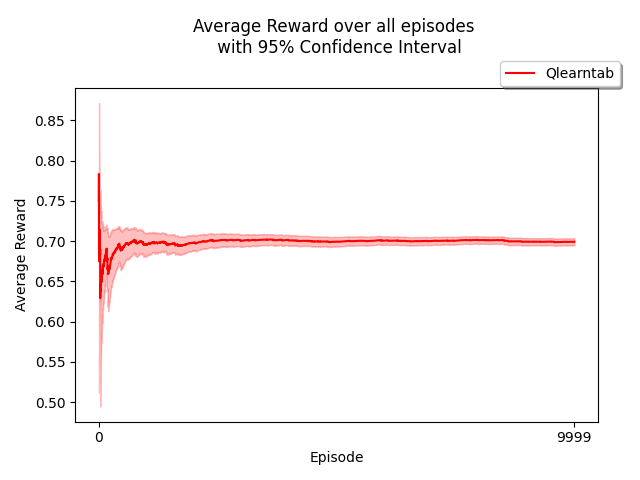 Average Reward over all episodes
with 95% Confidence Interval
Qlearntab
0.85
0.80
0.75
0.70
0.65
0.60
0.55
0.50
Average Reward
0
9999
Episode